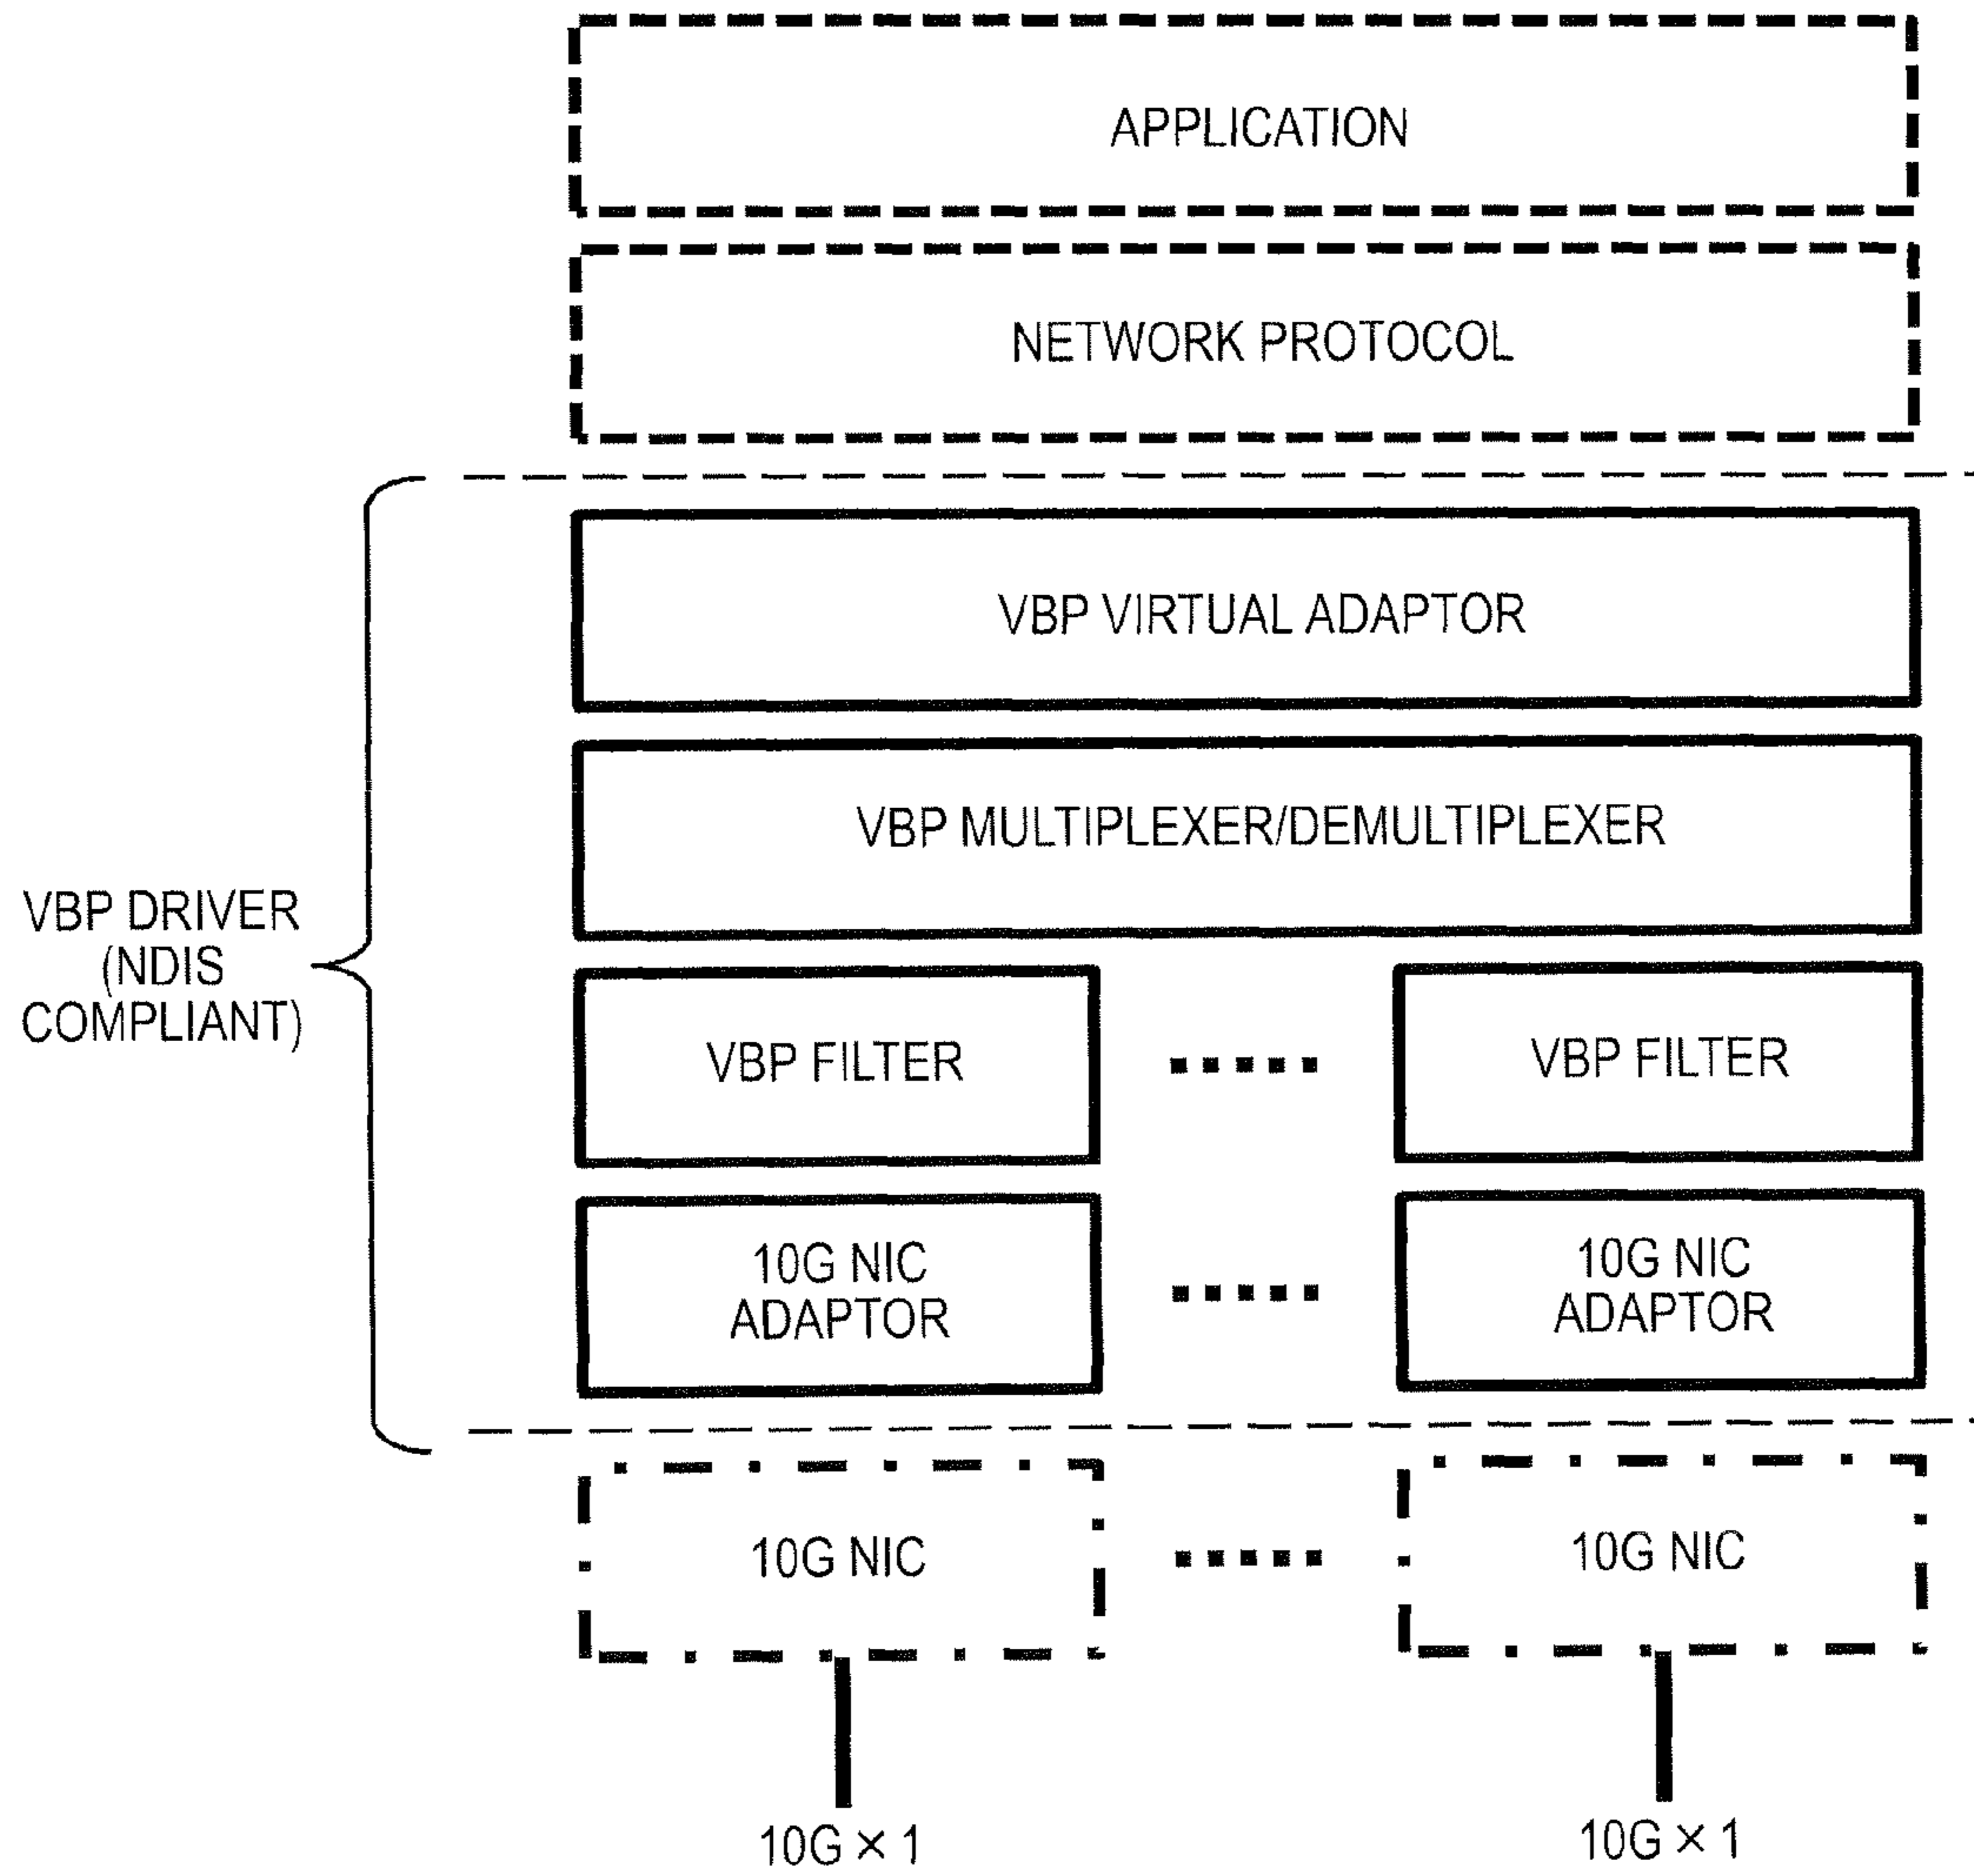 APPLICATION
NETWORK PROTOCOL
VBP VIRTUAL ADAPTOR
VBP MULTIPLEXER/DEMULTIPLEXER
VBP DRIVER
(NDIS
COMPLIANT)
VBP FILTER
VBP FILTER
10G NIC
ADAPTOR
10G NIC
ADAPTOR
10G NIC
10G NIC
10G × 1
10G × 1